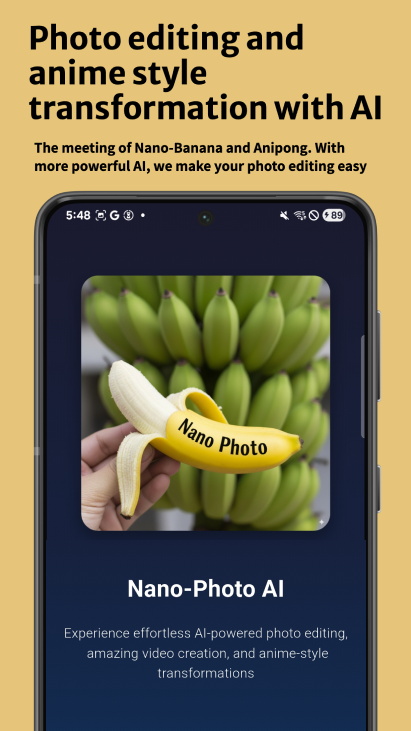 Photo editing and
anime style
transformation with AI
The meeting of Nano-Banana and Anipong. With
more powerful AI, we make your photo editing easy
5:48 G 89
Nano Photo
Nano-Photo AI
Experience effortless AI-powered photo editing,
amazing video creation, and anime-style
transformations